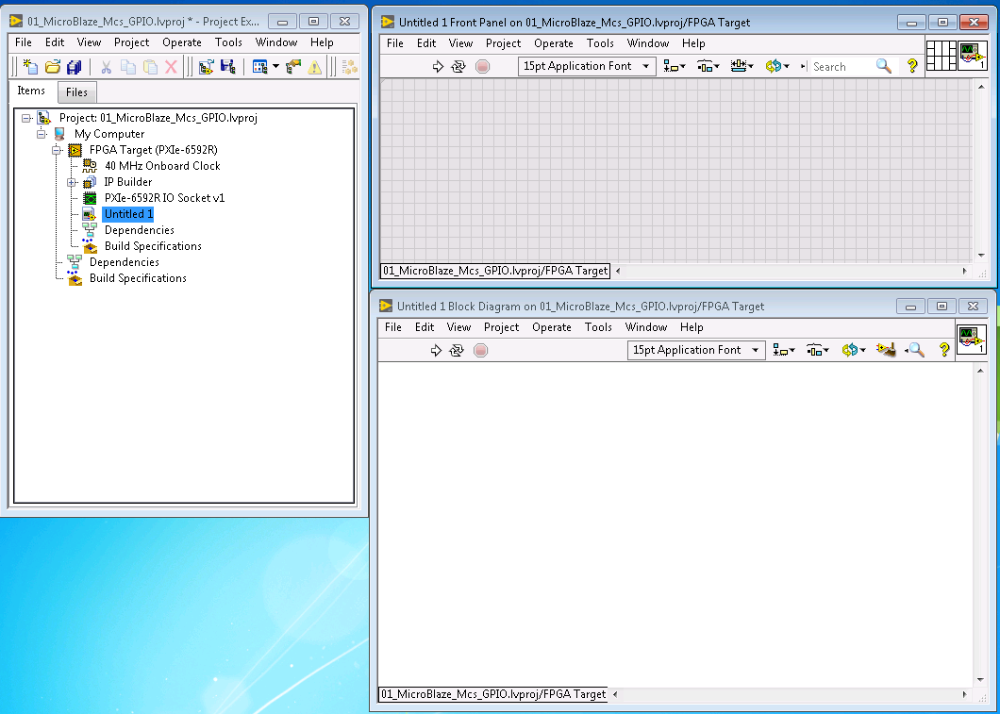 01_MicroBlaze_Mcs_GPIO.lvproj * - Project Ex...
File Edit View Project Operate Tools Window Help
Items Files
Project: 01_MicroBlaze_Mcs_GPIO.lvproj
My Computer
FPGA Target (PXIe-6592R)
40 MHz Onboard Clock
IP Builder
PXIe-6592R IO Socket v1
Untitled 1
Dependencies
Build Specifications
Dependencies
Build Specifications
Untitled 1 Front Panel on 01_MicroBlaze_Mcs_GPIO.lvproj/FPGA Target
File Edit View Project Operate Tools Window Help
15pt Application Font Search ? 1
01_MicroBlaze_Mcs_GPIO.lvproj/FPGA Target
Untitled 1 Block Diagram on 01_MicroBlaze_Mcs_GPIO.lvproj/FPGA Target
File Edit View Project Operate Tools Window Help
15pt Application Font ? 1
01_MicroBlaze_Mcs_GPIO.lvproj/FPGA Target